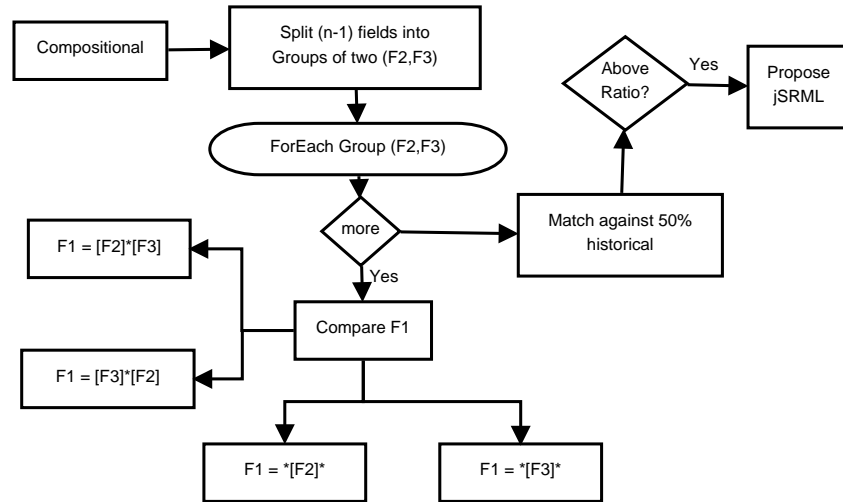 Compositional
Split (n-1) fields into
Groups of two (F2,F3)
Above
Ratio?
Yes
Propose
jSRML
ForEach Group (F2,F3)
more
Match against 50%
historical
Yes
F1 = [F2]*[F3]
Compare F1
F1 = [F3]*[F2]
F1 = *[F2]*
F1 = *[F3]*